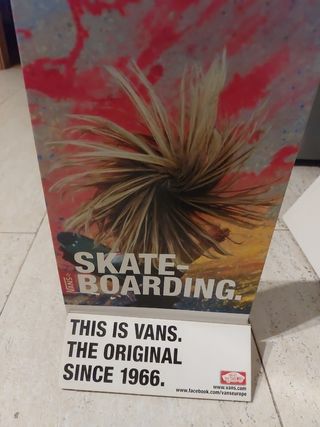 SKATE-
BOARDING.
THIS IS VANS.
THE ORIGINAL
SINCE 1966.
www.vans.com
www.facebook.com/vanseurope